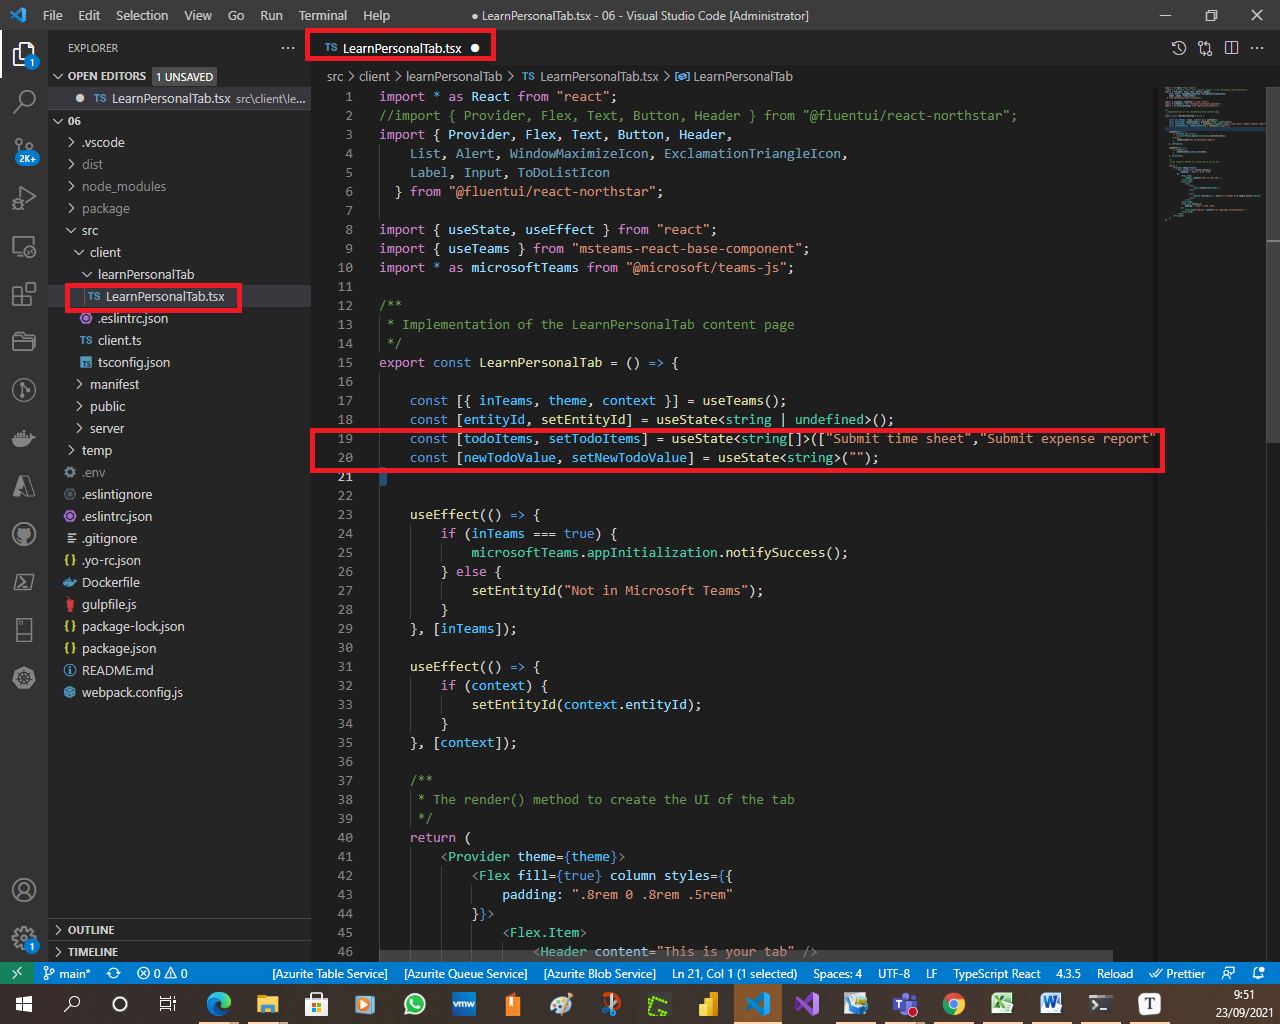 File Edit Selection View Go Run Terminal Help
● LearnPersonalTab.tsx - 06 - Visual Studio Code [Administrator]
EXPLORER
OPEN EDITORS 1 UNSAVED
TS LearnPersonalTab.tsx src\client\le...
06
.vscode
dist
node_modules
package
src
client
learnPersonalTab
TS LearnPersonalTab.tsx
.eslintrc.json
TS client.ts
tsconfig.json
manifest
public
server
temp
.env
.eslintignore
.eslintrc.json
.gitignore
.yo-rc.json
Dockerfile
gulpfile.js
package-lock.json
package.json
README.md
webpack.config.js
OUTLINE
TIMELINE
1
2K+
1
TS LearnPersonalTab.tsx ●
src > client > learnPersonalTab > TS LearnPersonalTab.tsx > LearnPersonalTab
1 import * as React from "react";
2 //import { Provider, Flex, Text, Button, Header } from "@fluentui/react-northstar";
3 import { Provider, Flex, Text, Button, Header,
4 List, Alert, WindowMaximizeIcon, ExclamationTriangleIcon,
5 Label, Input, ToDoListIcon
6 } from "@fluentui/react-northstar";
7
8 import { useState, useEffect } from "react";
9 import { useTeams } from "msteams-react-base-component";
10 import * as microsoftTeams from "@microsoft/teams-js";
11
12 /**
13 * Implementation of the LearnPersonalTab content page
14 */
15 export const LearnPersonalTab = () => {
16
17 const [{ inTeams, theme, context }] = useTeams();
18 const [entityId, setEntityId] = useState<string | undefined>();
19 const [todoItems, setTodoItems] = useState<string[]>(["Submit time sheet","Submit expense report"
20 const [newTodoValue, setNewTodoValue] = useState<string>("");
21
22
23 useEffect(() => {
24 if (inTeams === true) {
25 microsoftTeams.appInitialization.notifySuccess();
26 } else {
27 setEntityId("Not in Microsoft Teams");
28 }
29 }, [inTeams]);
30
31 useEffect(() => {
32 if (context) {
33 setEntityId(context.entityId);
34 }
35 }, [context]);
36
37 /**
38 * The render() method to create the UI of the tab
39 */
40 return (
41 <Provider theme={theme}>
42 <Flex fill={true} column styles={{
43 padding: ".8rem 0 .8rem .5rem"
44 }}>
45 <Flex.Item>
46 <Header content="This is your tab" />
main* 0 0 [Azurite Table Service] [Azurite Queue Service] [Azurite Blob Service] Ln 21, Col 1 (1 selected) Spaces: 4 UTF-8 LF TypeScript React 4.3.5 Reload Prettier
vmw T
9:51
23/09/2021